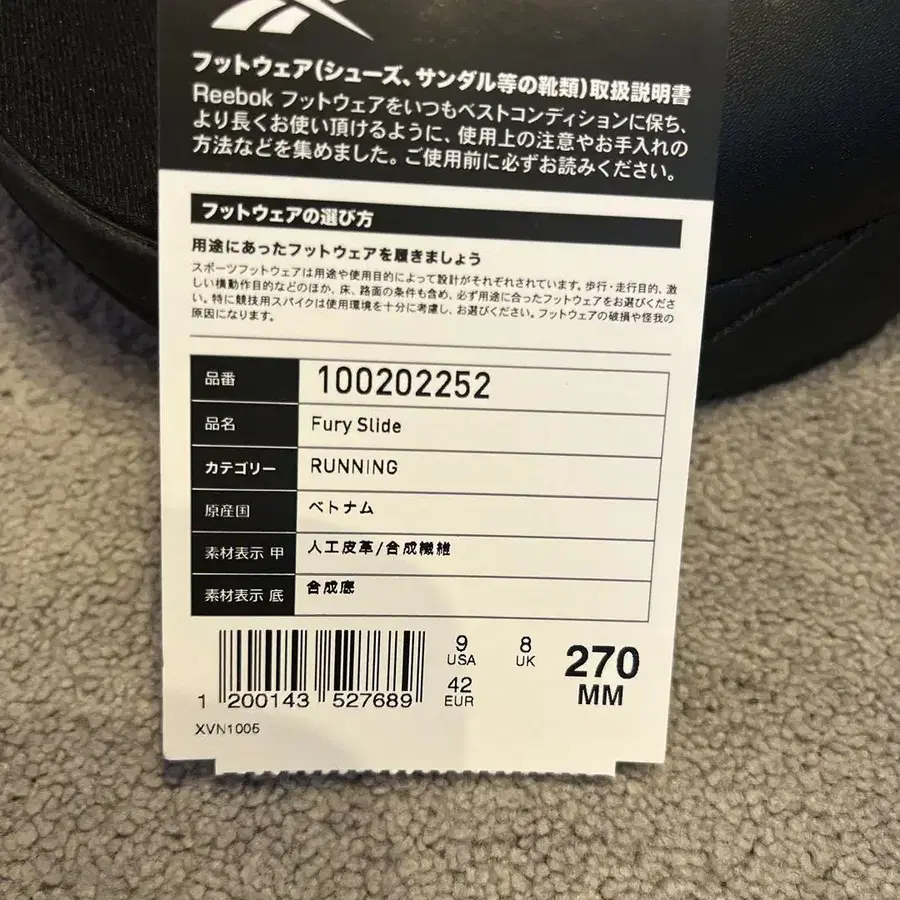 フットウェア(シューズ、サンダル等の靴類)取扱説明書
Reebok フットウェアをいつもベストコンディションに保ち、
より長くお使い頂けるように、使用上の注意やお手入れの
方法などを集めました。ご使用前に必ずお読みください。
フットウェアの選び方
用途にあったフットウェアを履きましょう
スポーツフットウェアは用途や使用目的によって設計がそれぞれされています。歩行・走行目的、激
しい横動作目的などのほか、床、路面の条件も含め、必ず用途に合ったフットウェアをお選びくださ
い。特に競技用スパイクは使用環境を十分に考慮し、お選びください。フットウェアの破損や怪我の
原因になります。
品番 100202252
品名 Fury Slide
カテゴリー RUNNING
原産国 ベトナム
素材表示 甲 人工皮革/合成繊維
素材表示 底 合成底
9 8 270
USA UK MM
42
EUR
1 200143 527689
XVN1005